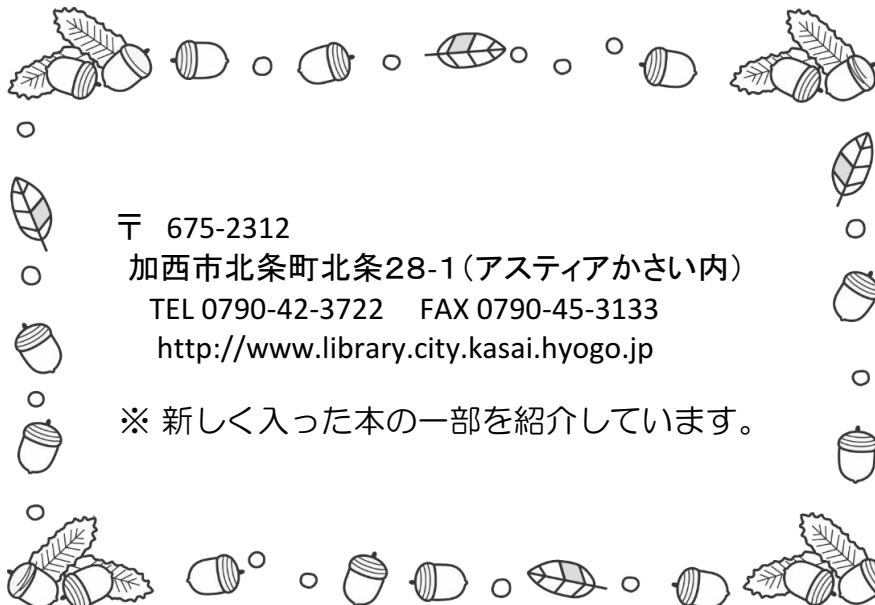 〒 675-2312
加西市北条町北条28-1(アスティアかさい内)
TEL 0790-42-3722 FAX 0790-45-3133
http://www.library.city.kasai.hyogo.jp
※ 新しく入った本の一部を紹介しています。